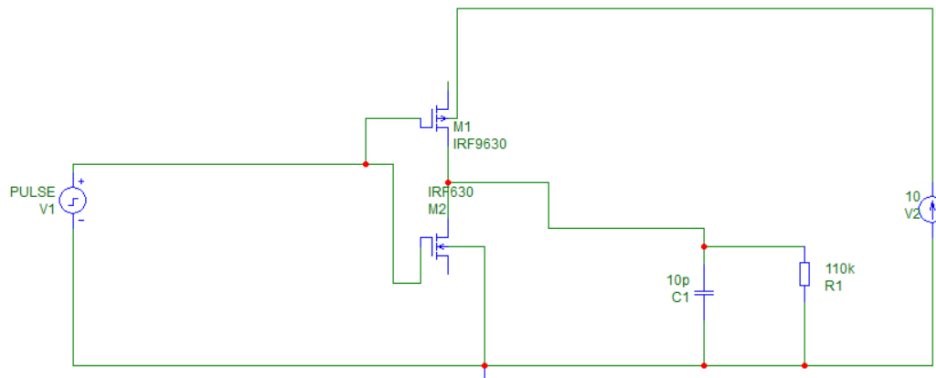 M1
IRF9630
PULSE
V1
IRF630
M2
10
V2
10p
C1
110k
R1